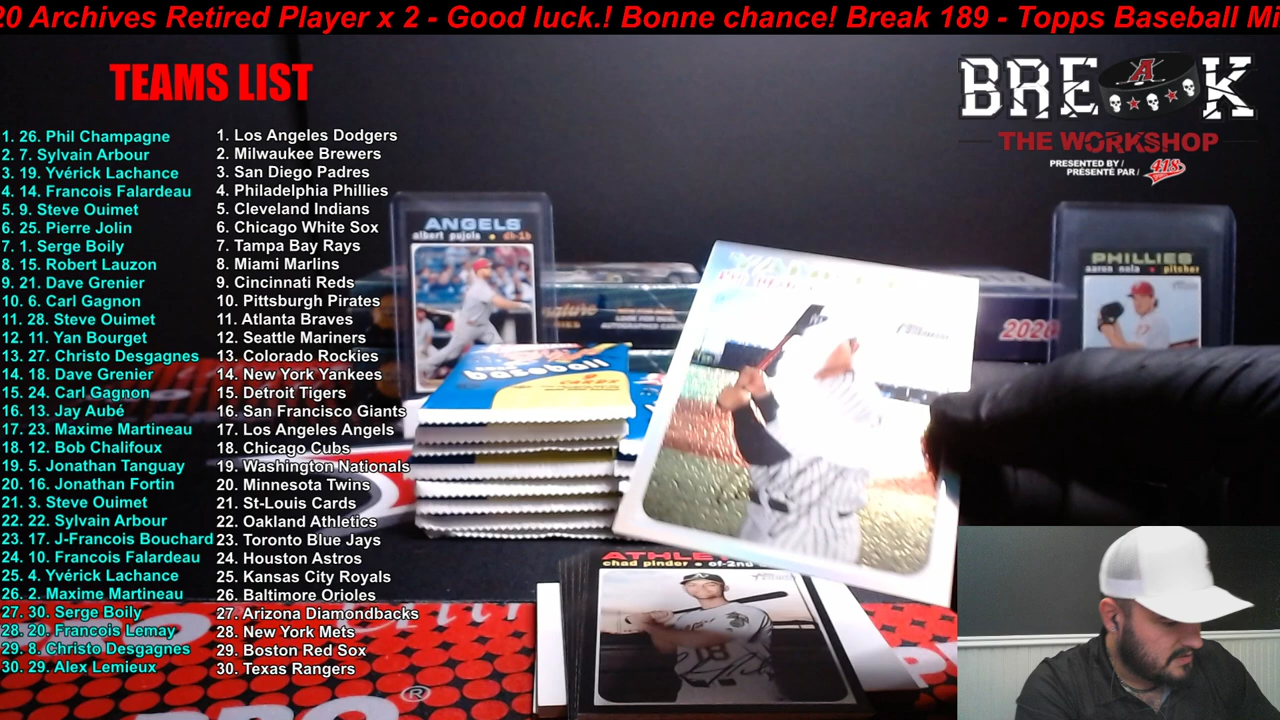 20 Archives Retired Player x 2 - Good luck.! Bonne chance! Break 189 - Topps Baseball Mi
TEAMS LIST
1. 26. Phil Champagne
2. 7. Sylvain Arbour
3. 19. Yvérick Lachance
4. 14. Francois Falardeau
5. 9. Steve Ouimet
6. 25. Pierre Jolin
7. 1. Serge Boily
8. 15. Robert Lauzon
9. 21. Dave Grenier
10. 6. Carl Gagnon
11. 28. Steve Ouimet
12. 11. Yan Bourget
13. 27. Christo Desgagnes
14. 18. Dave Grenier
15. 24. Carl Gagnon
16. 13. Jay Aubé
17. 23. Maxime Martineau
18. 12. Bob Chalifoux
19. 5. Jonathan Tanguay
20. 16. Jonathan Fortin
21. 3. Steve Ouimet
22. 22. Sylvain Arbour
23. 17. J-Francois Bouchard
24. 10. Francois Falardeau
25. 4. Yvérick Lachance
26. 2. Maxime Martineau
27. 30. Serge Boily
28. 20. Francois Lemay
29. 8. Christo Desgagnes
30. 29. Alex Lemieux
1. Los Angeles Dodgers
2. Milwaukee Brewers
3. San Diego Padres
4. Philadelphia Phillies
5. Cleveland Indians
6. Chicago White Sox
7. Tampa Bay Rays
8. Miami Marlins
9. Cincinnati Reds
10. Pittsburgh Pirates
11. Atlanta Braves
12. Seattle Mariners
13. Colorado Rockies
14. New York Yankees
15. Detroit Tigers
16. San Francisco Giants
17. Los Angeles Angels
18. Chicago Cubs
19. Washington Nationals
20. Minnesota Twins
21. St-Louis Cards
22. Oakland Athletics
23. Toronto Blue Jays
24. Houston Astros
25. Kansas City Royals
26. Baltimore Orioles
27. Arizona Diamondbacks
28. New York Mets
29. Boston Red Sox
30. Texas Rangers
BREAK
THE WORKSHOP
PRESENTED BY /
PRÉSENTÉ PAR /
418
ANGELS
albert pujols • dh-1b
PHILLIES
aaron nola • pitcher
2020
baseball
ATHLE
chad pinder • of-2nd
18
®